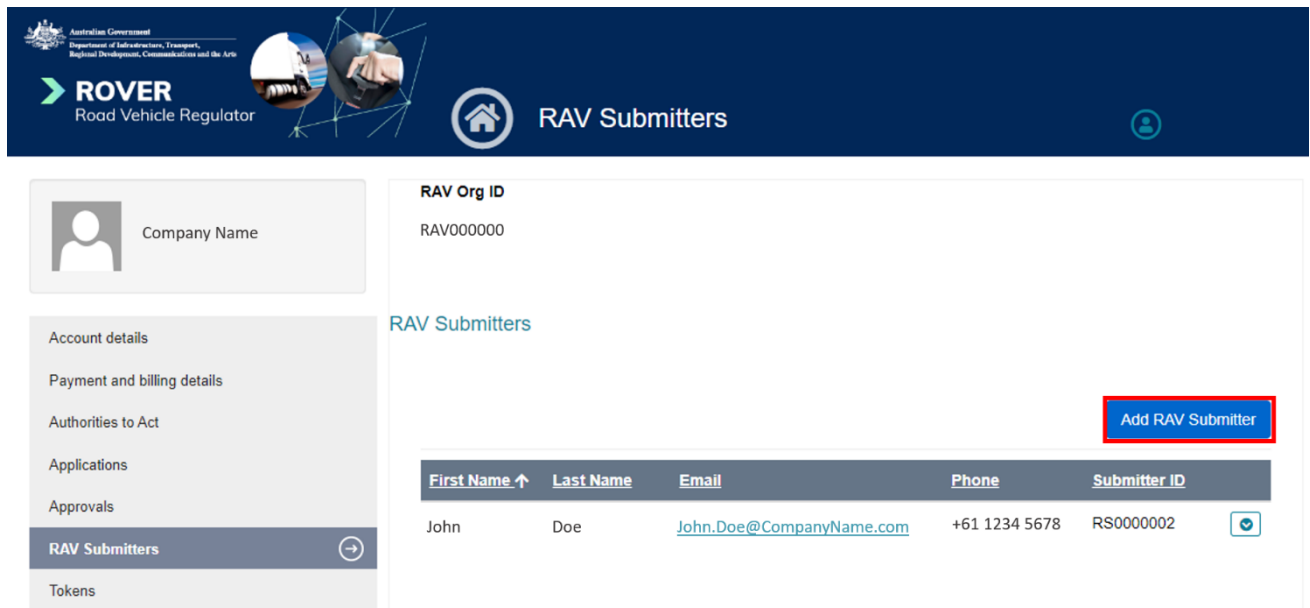 Australian Government
Department of Infrastructure, Transport,
Regional Development, Communications and the Arts
ROVER
Road Vehicle Regulator
RAV Submitters
Company Name
Account details
Payment and billing details
Authorities to Act
Applications
Approvals
RAV Submitters
Tokens
RAV Org ID
RAV000000
RAV Submitters
Add RAV Submitter
First Name Last Name Email Phone Submitter ID
John Doe John.Doe@CompanyName.com +61 1234 5678 RS0000002